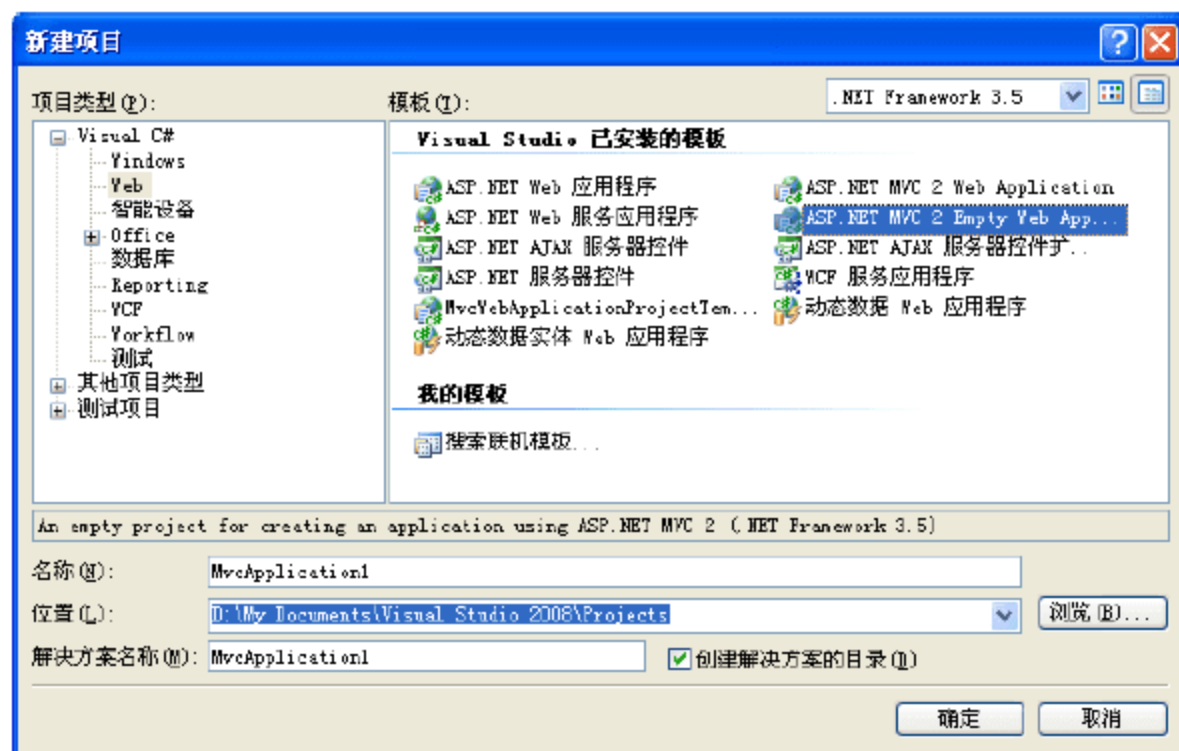 新建项目
项目类型(P):
模板(T):
.NET Framework 3.5
Visual C#
Windows
Web
智能设备
Office
数据库
Reporting
WCF
Workflow
测试
其他项目类型
测试项目
Visual Studio 已安装的模板
ASP.NET Web 应用程序
ASP.NET MVC 2 Web Application
ASP.NET Web 服务应用程序
ASP.NET MVC 2 Empty Web App...
ASP.NET AJAX 服务器控件
ASP.NET AJAX 服务器控件扩...
ASP.NET 服务器控件
WCF 服务应用程序
MvcWebApplicationProjectTem...
动态数据 Web 应用程序
动态数据实体 Web 应用程序
我的模板
搜索联机模板...
An empty project for creating an application using ASP.NET MVC 2 (.NET Framework 3.5)
名称(N):
MvcApplication1
位置(L):
D:\My Documents\Visual Studio 2008\Projects
浏览(B)...
解决方案名称(M):
MvcApplication1
创建解决方案的目录(D)
确定
取消